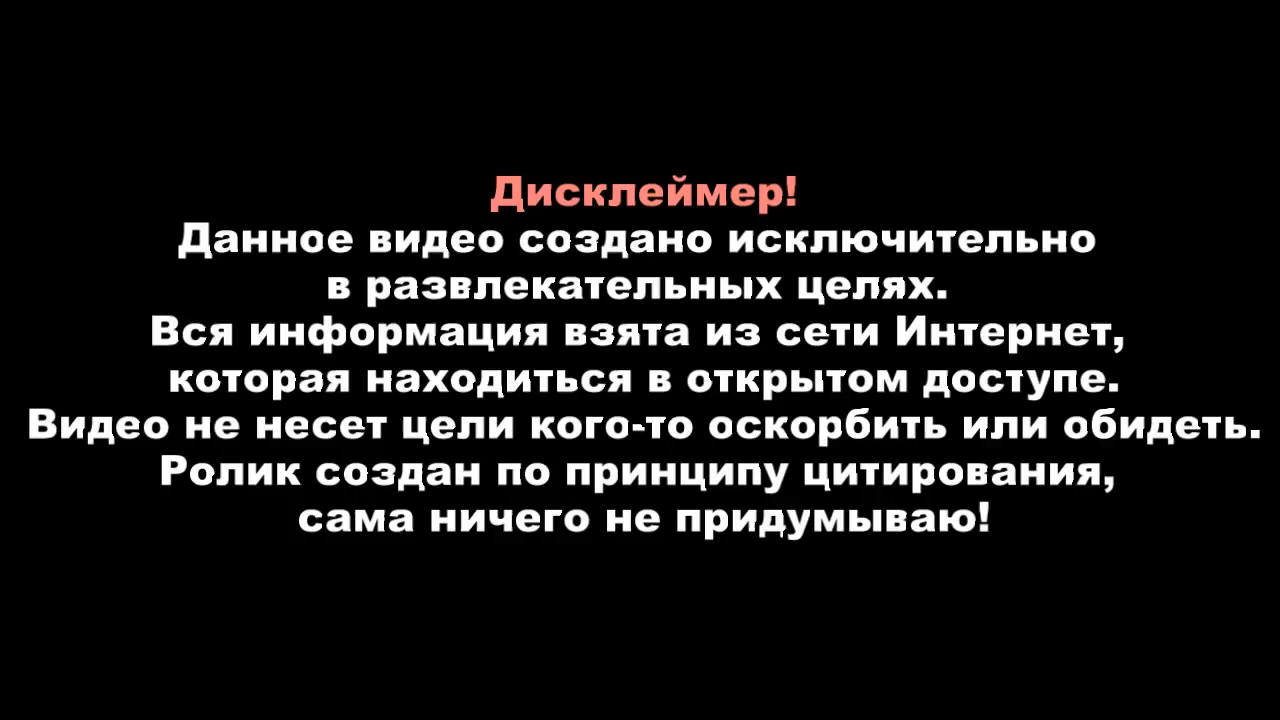 Дисклеймер!
Данное видео создано исключительно
в развлекательных целях.
Вся информация взята из сети Интернет,
которая находиться в открытом доступе.
Видео не несет цели кого-то оскорбить или обидеть.
Ролик создан по принципу цитирования,
сама ничего не придумываю!